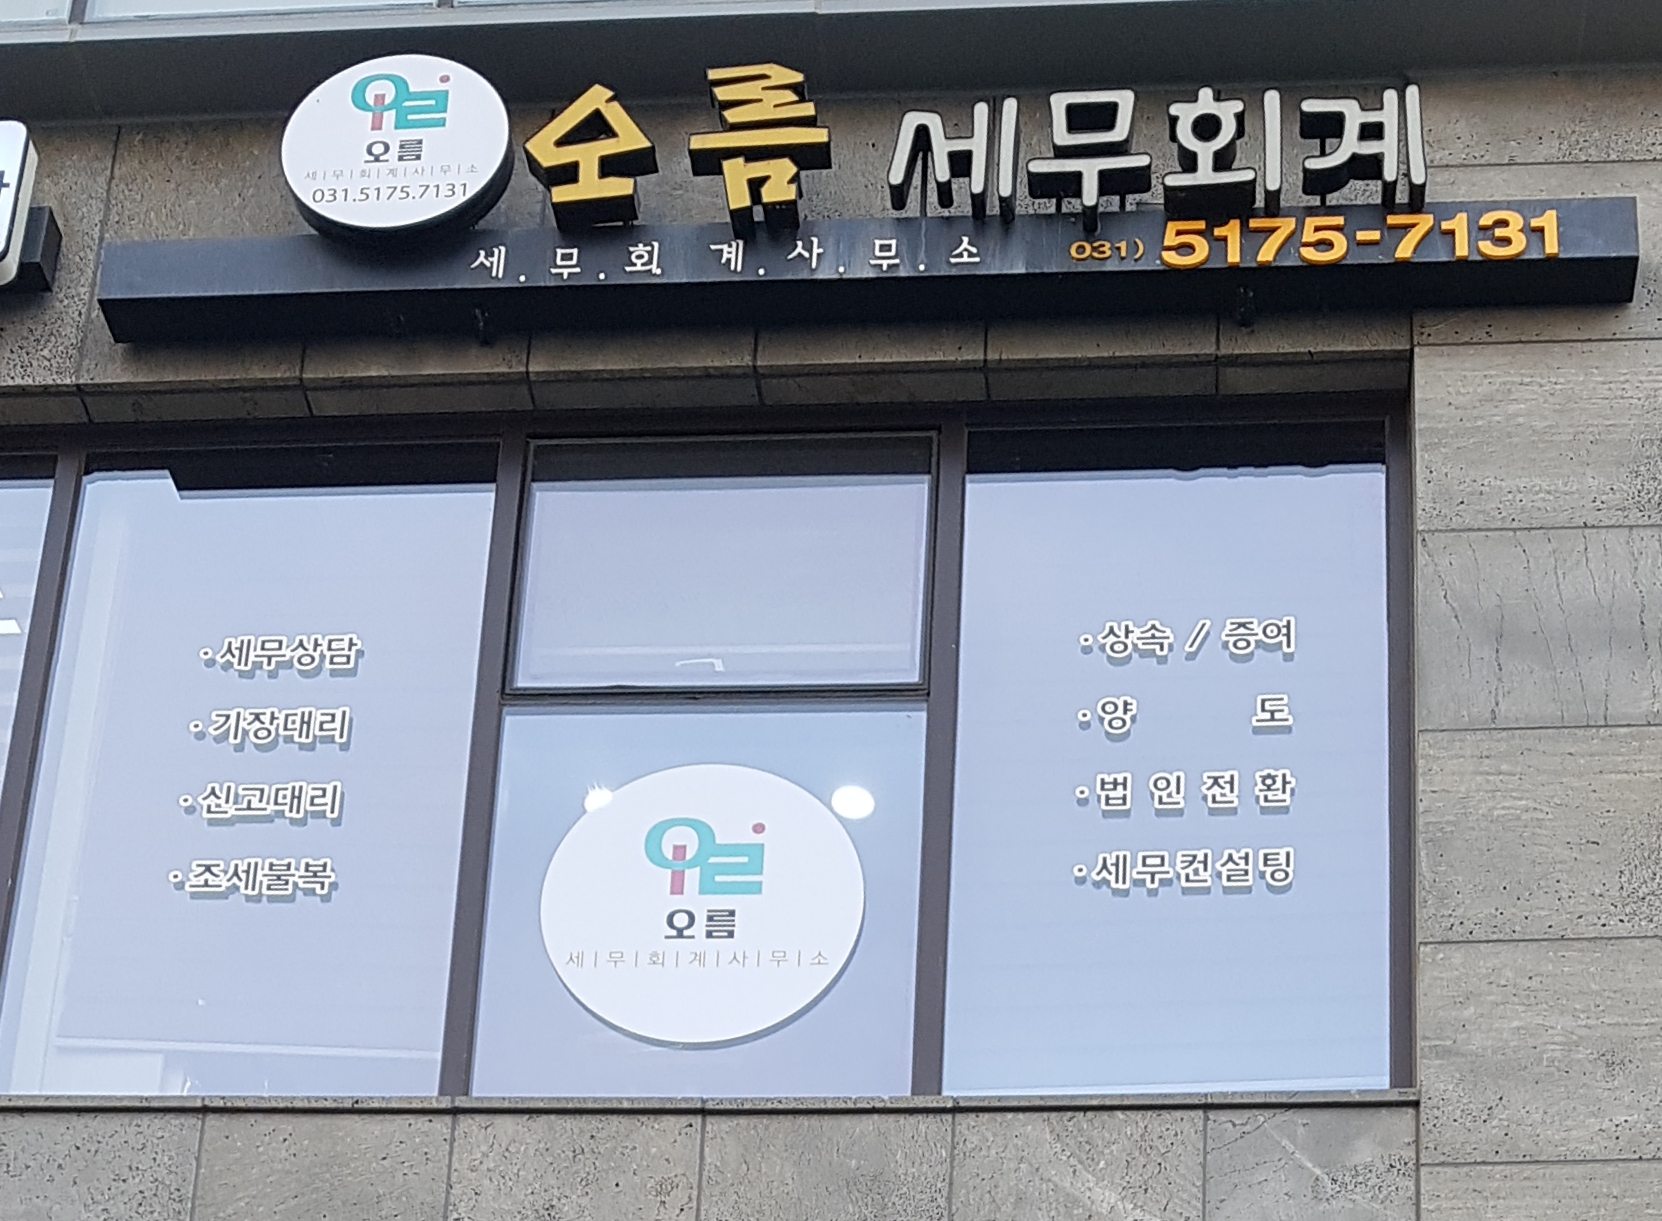 오름
세|무|회|계|사|무|소
031.5175.7131
오름 세무회계
세.무.회 계.사.무.소 031) 5175-7131
·세무상담
·기장대리
·신고대리
·조세불복
오름
세|무|회|계|사|무|소
·상속 / 증여
·양 도
·법 인 전 환
·세무컨설팅